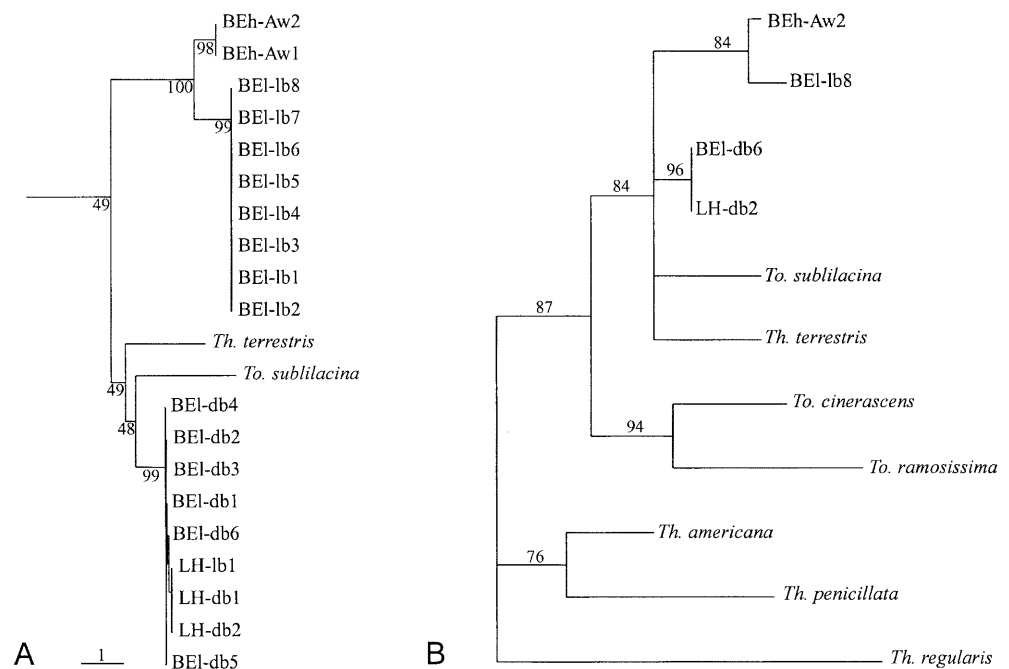 BEh-Aw2
98
BEh-Aw1
100
BEl-lb8
99
BEl-lb7
BEl-lb6
BEl-lb5
BEl-lb4
BEl-lb3
BEl-lb1
BEl-lb2
49
Th. terrestris
49
To. sublilacina
48
BEl-db4
BEl-db2
BEl-db3
99
BEl-db1
BEl-db6
LH-lb1
LH-db1
LH-db2
BEl-db5
A
1
BEh-Aw2
84
BEl-lb8
BEl-db6
96
LH-db2
84
To. sublilacina
87
Th. terrestris
To. cinerascens
94
To. ramosissima
Th. americana
76
Th. penicillata
Th. regularis
B